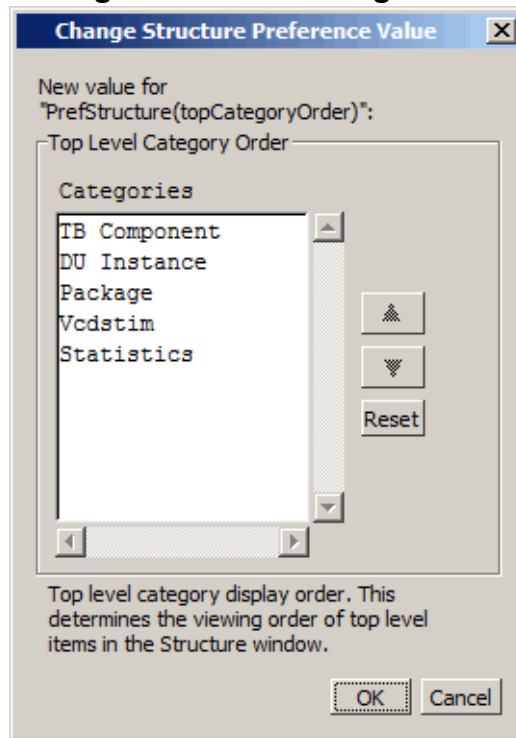 Change Structure Preference Value
New value for
"PrefStructure(topCategoryOrder)":
Top Level Category Order
Categories
TB Component
DU Instance
Package
Vcdstim
Statistics
Reset
Top level category display order. This
determines the viewing order of top level
items in the Structure window.
OK Cancel